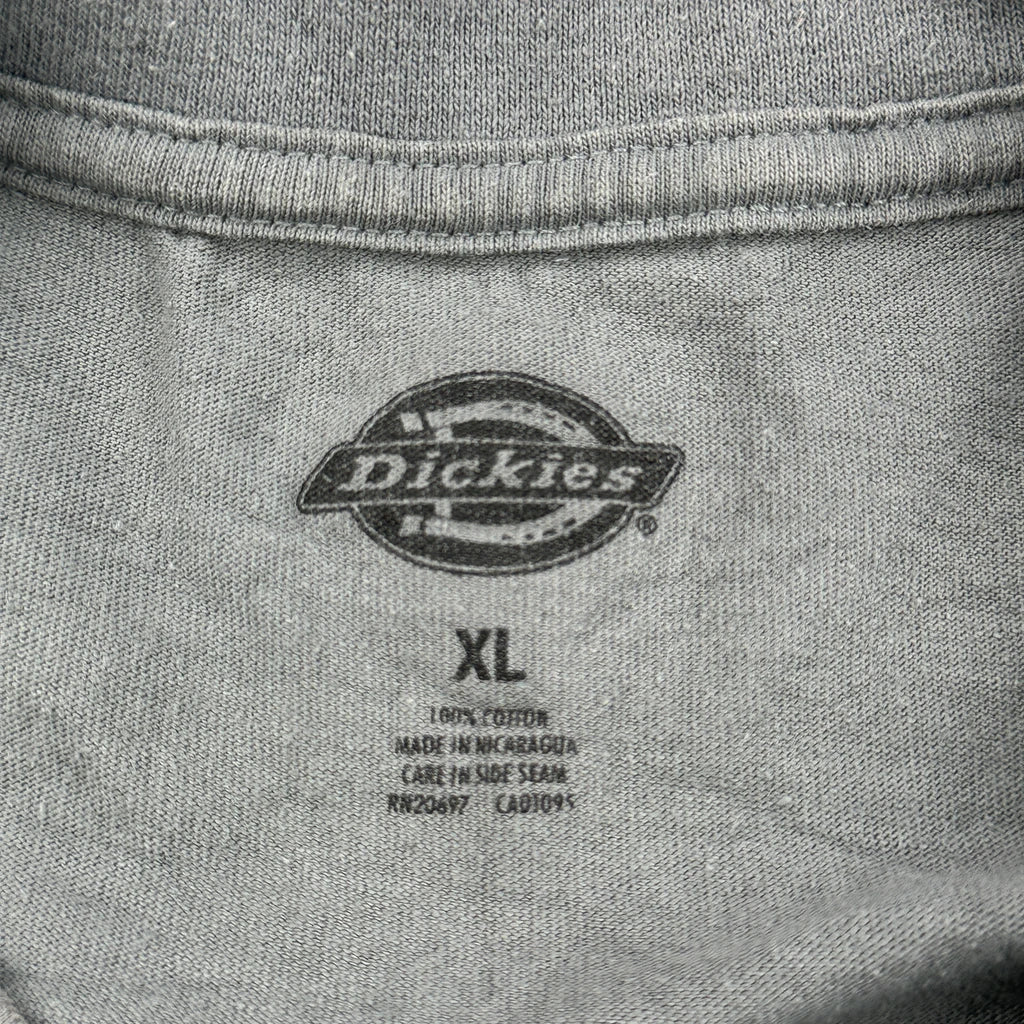 Dickies®
XL
100% COTTON
MADE IN NICARAGUA
CARE IN SIDE SEAM
RN20697 CA01095